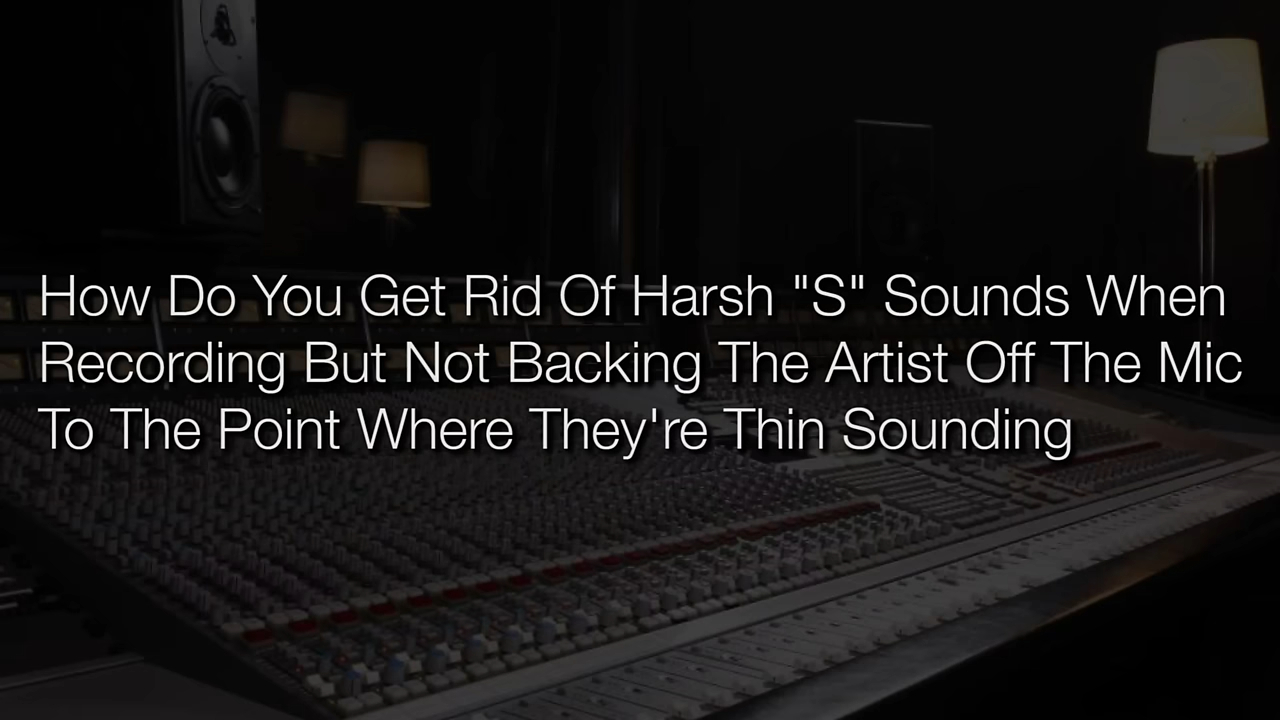 How Do You Get Rid Of Harsh "S" Sounds When
Recording But Not Backing The Artist Off The Mic
To The Point Where They're Thin Sounding